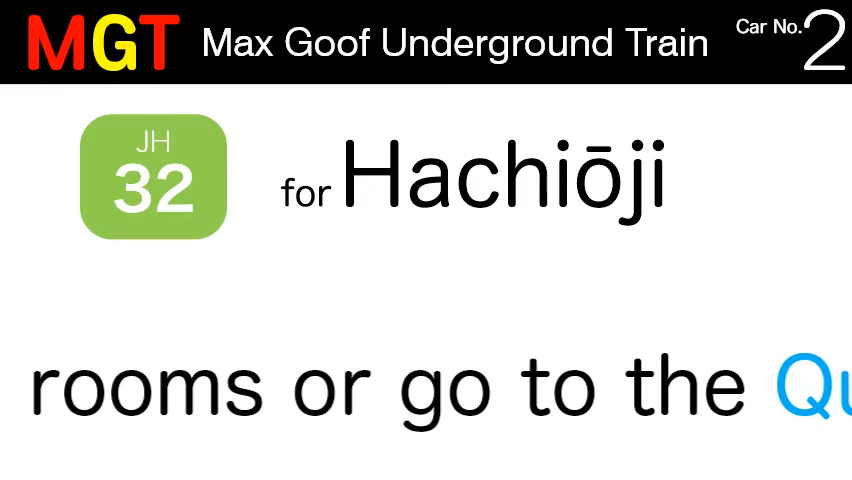 MGT Max Goof Underground Train Car No. 2
JH
32
for Hachiōji
rooms or go to the